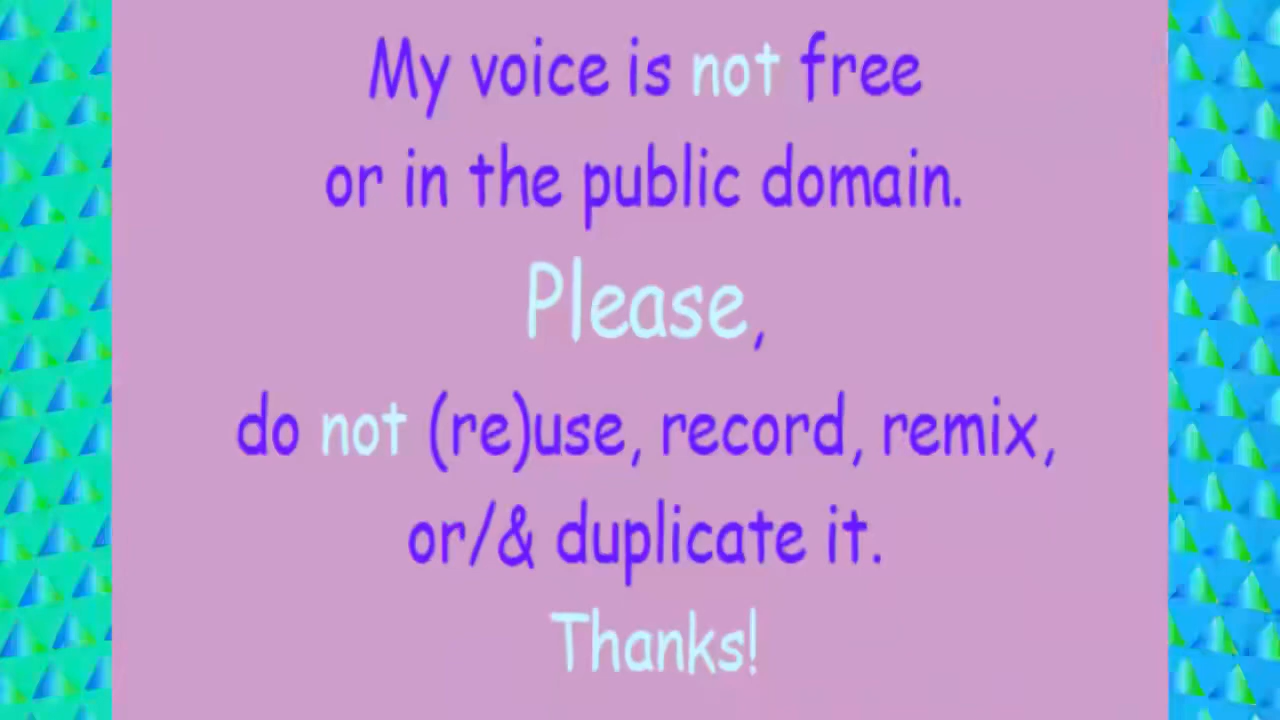 My voice is not free
or in the public domain.
Please,
do not (re)use, record, remix,
or/& duplicate it.
Thanks!